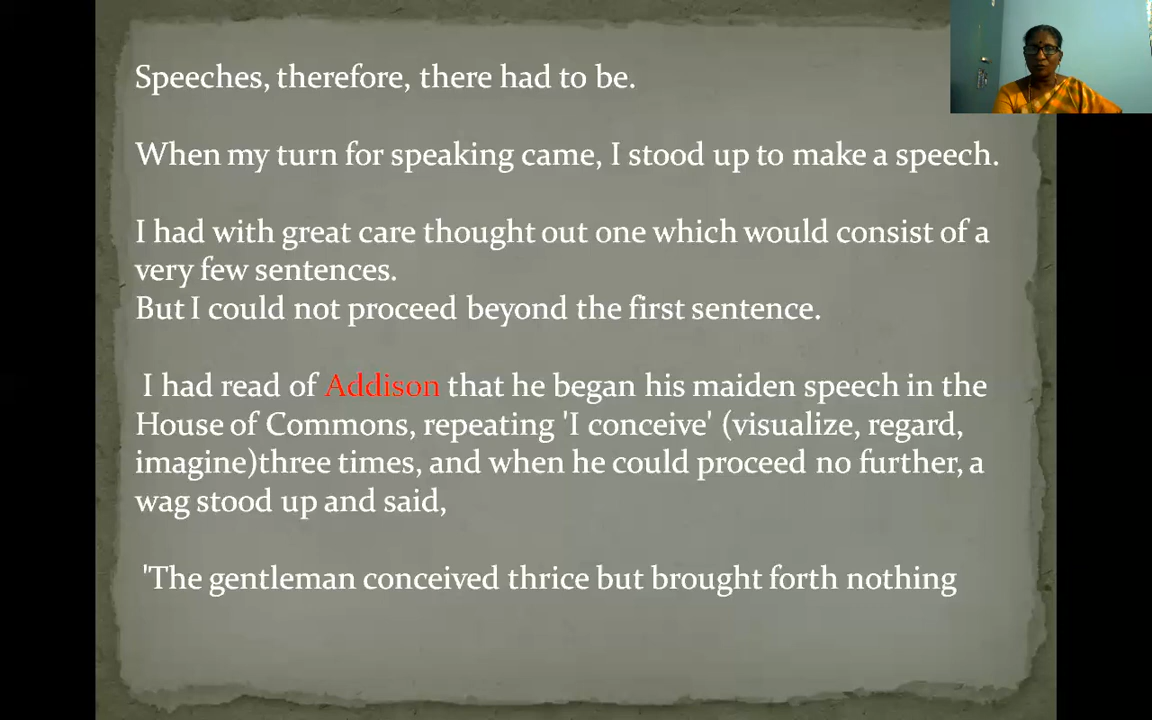 Speeches, therefore, there had to be.
When my turn for speaking came, I stood up to make a speech.
I had with great care thought out one which would consist of a
very few sentences.
But I could not proceed beyond the first sentence.
I had read of Addison that he began his maiden speech in the
House of Commons, repeating 'I conceive' (visualize, regard,
imagine)three times, and when he could proceed no further, a
wag stood up and said,
'The gentleman conceived thrice but brought forth nothing